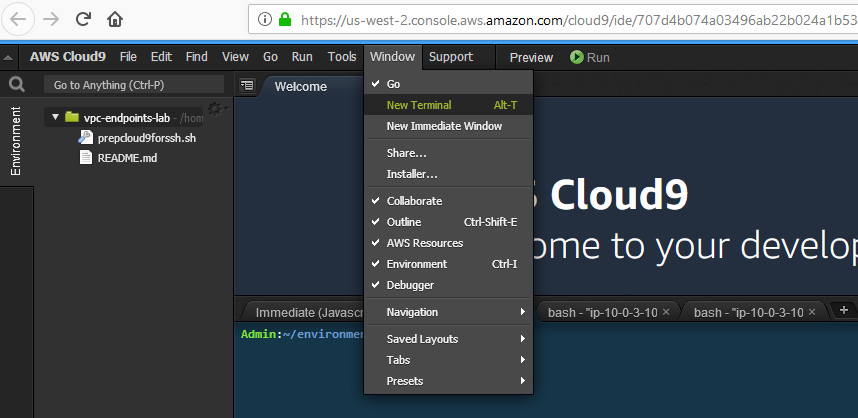 https://us-west-2.console.aws.amazon.com/cloud9/ide/707d4b074a03496ab22b024a1b53
AWS Cloud9 File Edit Find View Go Run Tools Window Support Preview Run
Go to Anything (Ctrl-P)
Environment
vpc-endpoints-lab - /hom
prepcloud9forssh.sh
README.md
Welcome
Go
New Terminal Alt-T
New Immediate Window
Share...
Installer...
Collaborate
Outline Ctrl-Shift-E
AWS Resources
Environment Ctrl-I
Debugger
Navigation
Saved Layouts
Tabs
Presets
Cloud9
ome to your develop
Immediate (Javascr
bash - "ip-10-0-3-10
bash - "ip-10-0-3-10
Admin:~/environme